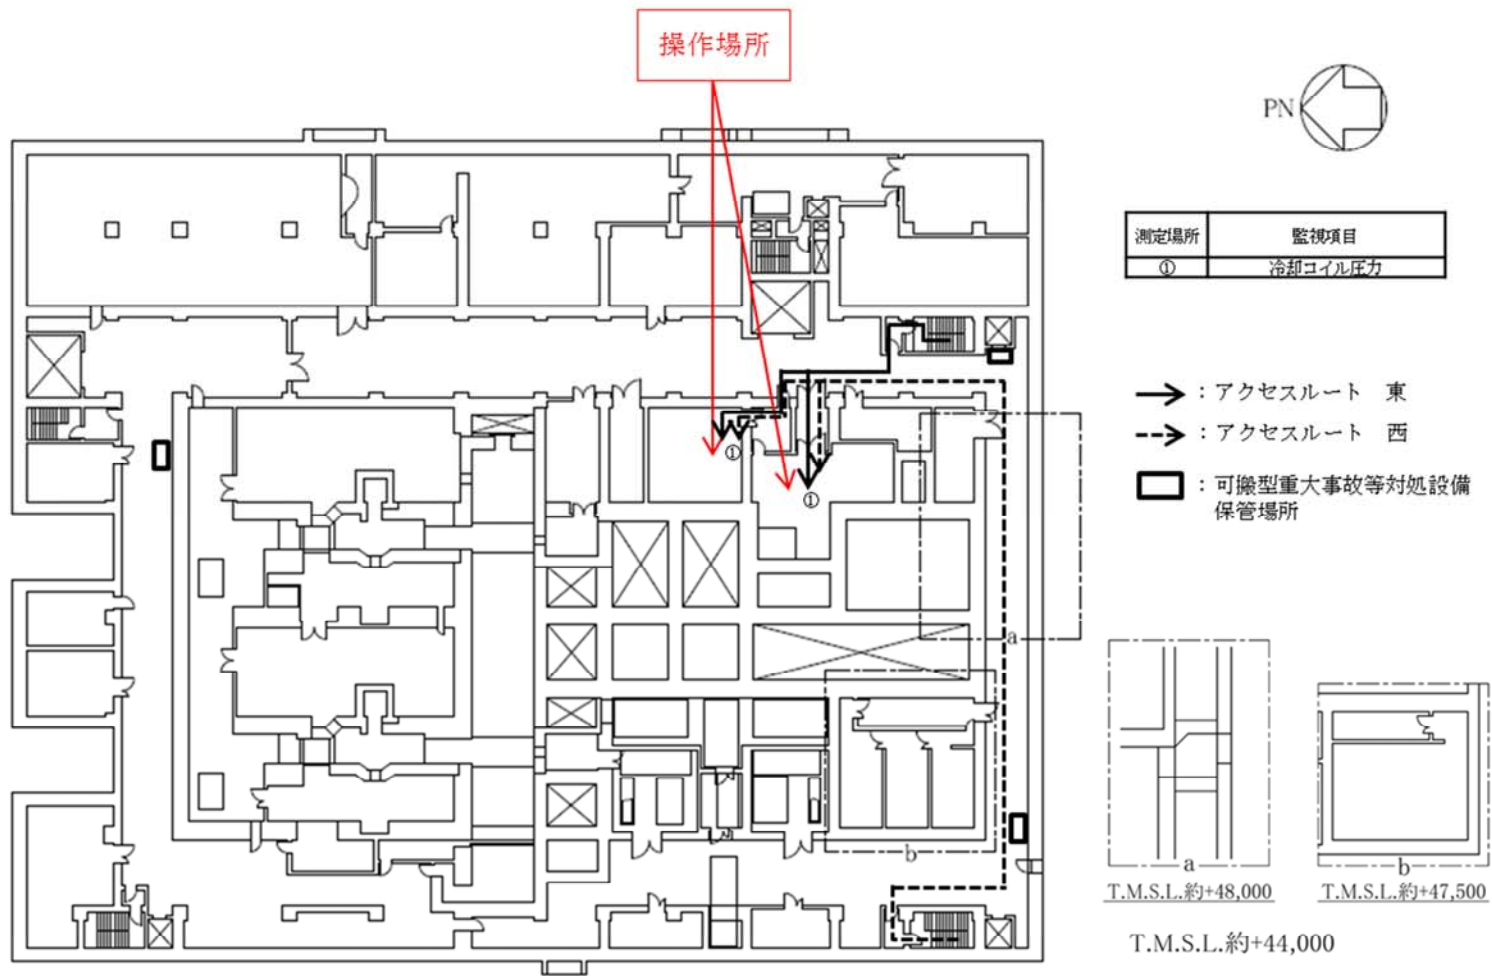 操作場所
PN
測定場所 監視項目
① 冷却コイル圧力
：アクセスルート 東
：アクセスルート 西
：可搬型重大事故等対処設備
保管場所
①
①
a
b
a
T.M.S.L.約+48,000
b
T.M.S.L.約+47,500
T.M.S.L.約+44,000